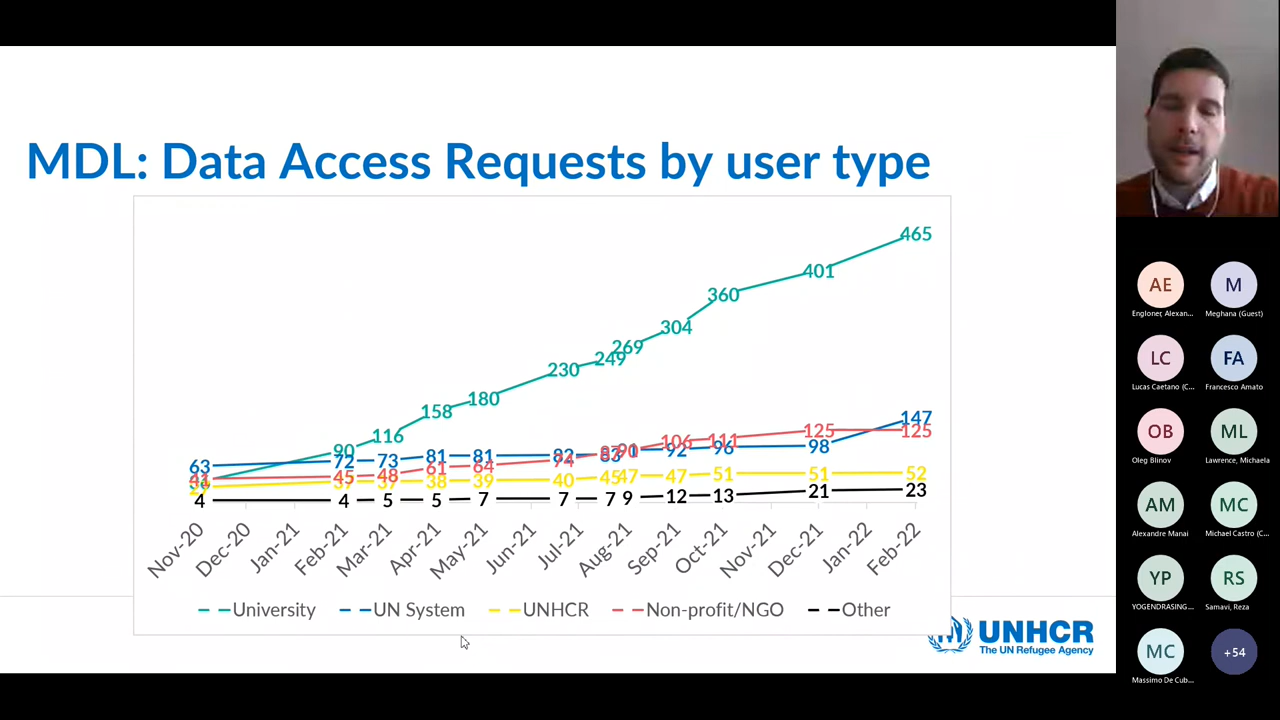 MDL: Data Access Requests by user type
465
401
360
304
269
249
230
180
158
116
90
63 72 73 81 81 82 83 92 96 98 147
41 45 48 61 64 74 90 106 111 125 125
37 37 38 39 40 45 47 47 51 51 52
4 4 5 5 7 7 7 9 12 13 21 23
Nov-20 Dec-20 Jan-21 Feb-21 Mar-21 Apr-21 May-21 Jun-21 Jul-21 Aug-21 Sep-21 Oct-21 Nov-21 Dec-21 Jan-22 Feb-22
University UN System UNHCR Non-profit/NGO Other
UNHCR
The UN Refugee Agency
AE M
Engloner, Alexan... Meghana (Guest)
LC FA
Lucas Caetano (C... Francesco Amato
OB ML
Oleg Blinov Lawrence, Michaela
AM MC
Alexandre Manai Michael Castro (C...
YP RS
YOGENDRASING... Samavi, Reza
MC +54
Massimo De Cub...